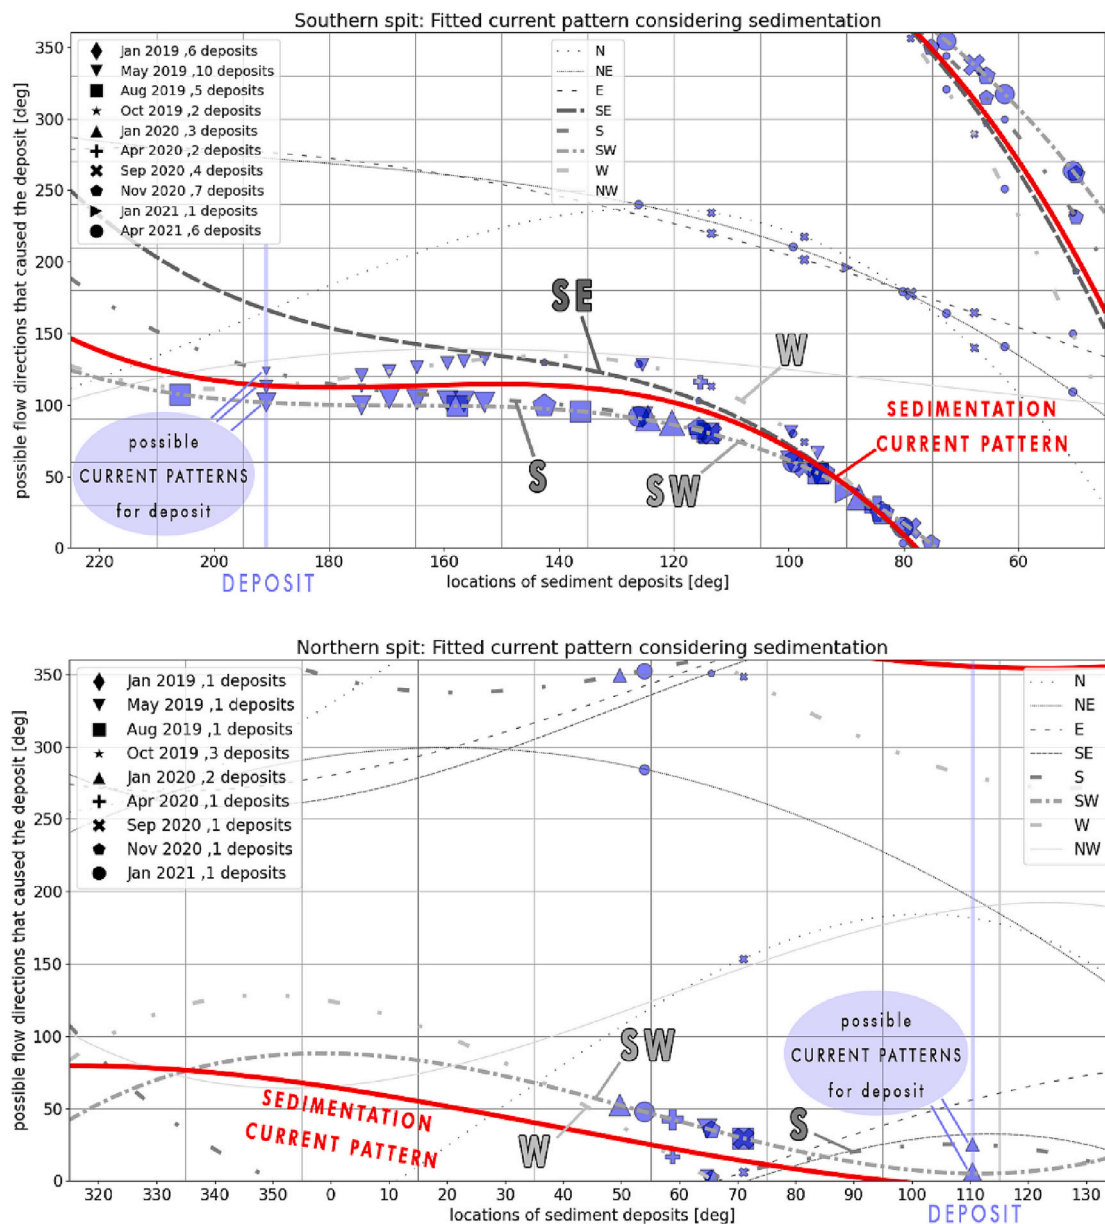 Southern spit: Fitted current pattern considering sedimentation
possible flow directions that caused the deposit [deg]
350
300
250
200
150
100
50
0
Jan 2019 ,6 deposits
May 2019 ,10 deposits
Aug 2019 ,5 deposits
Oct 2019 ,2 deposits
Jan 2020 ,3 deposits
Apr 2020 ,2 deposits
Sep 2020 ,4 deposits
Nov 2020 ,7 deposits
Jan 2021 ,1 deposits
Apr 2021 ,6 deposits
N
NE
E
SE
S
SW
W
NW
SE
W
S
SW
SEDIMENTATION
CURRENT PATTERN
possible
CURRENT PATTERNS
for deposit
220
200
180
160
140
120
100
80
60
DEPOSIT
locations of sediment deposits [deg]
Northern spit: Fitted current pattern considering sedimentation
possible flow directions that caused the deposit [deg]
350
300
250
200
150
100
50
0
Jan 2019 ,1 deposits
May 2019 ,1 deposits
Aug 2019 ,1 deposits
Oct 2019 ,3 deposits
Jan 2020 ,2 deposits
Apr 2020 ,1 deposits
Sep 2020 ,1 deposits
Nov 2020 ,1 deposits
Jan 2021 ,1 deposits
N
NE
E
SE
S
SW
W
NW
SW
W
S
SEDIMENTATION
CURRENT PATTERN
possible
CURRENT PATTERNS
for deposit
320
330
340
350
0
10
20
30
40
50
60
70
80
90
100
110
120
130
locations of sediment deposits [deg]
DEPOSIT